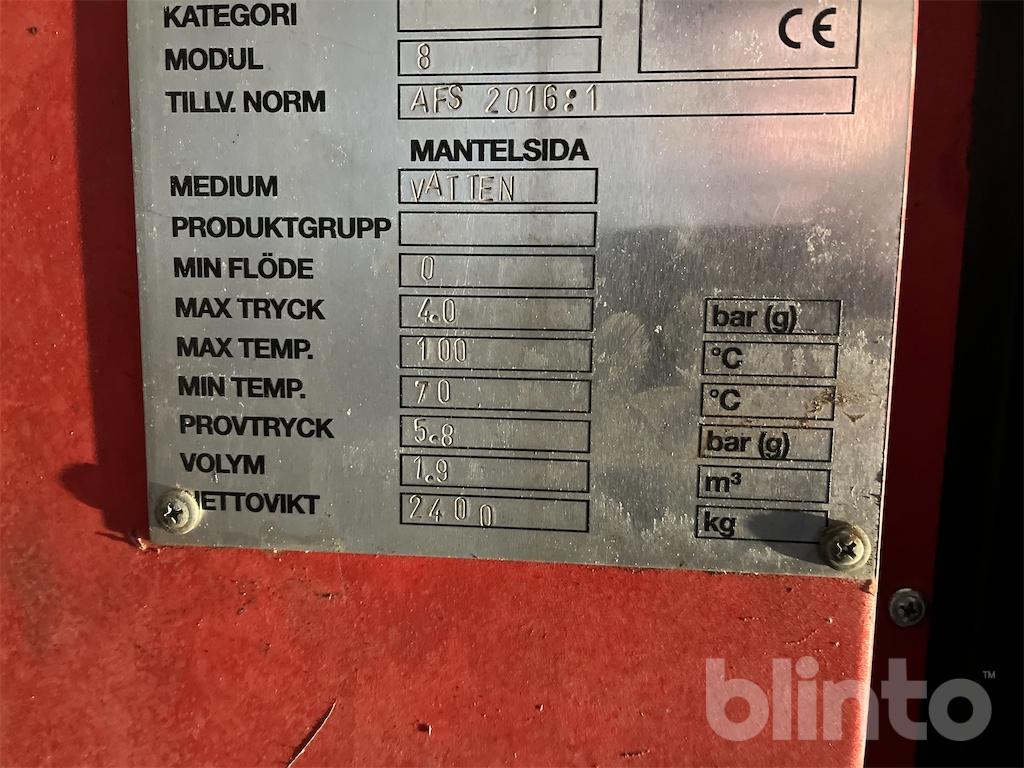 KATEGORI
CE
MODUL 8
TILLV. NORM AFS 2016:1
MANTELSIDA
MEDIUM VATTEN
PRODUKTGRUPP
MIN FLÖDE 0
MAX TRYCK 4.0 bar (g)
MAX TEMP. 100 °C
MIN TEMP. 70 °C
PROVTRYCK 5.8 bar (g)
VOLYM 1.9 m³
NETTOVIKT 2400 kg
blinto™